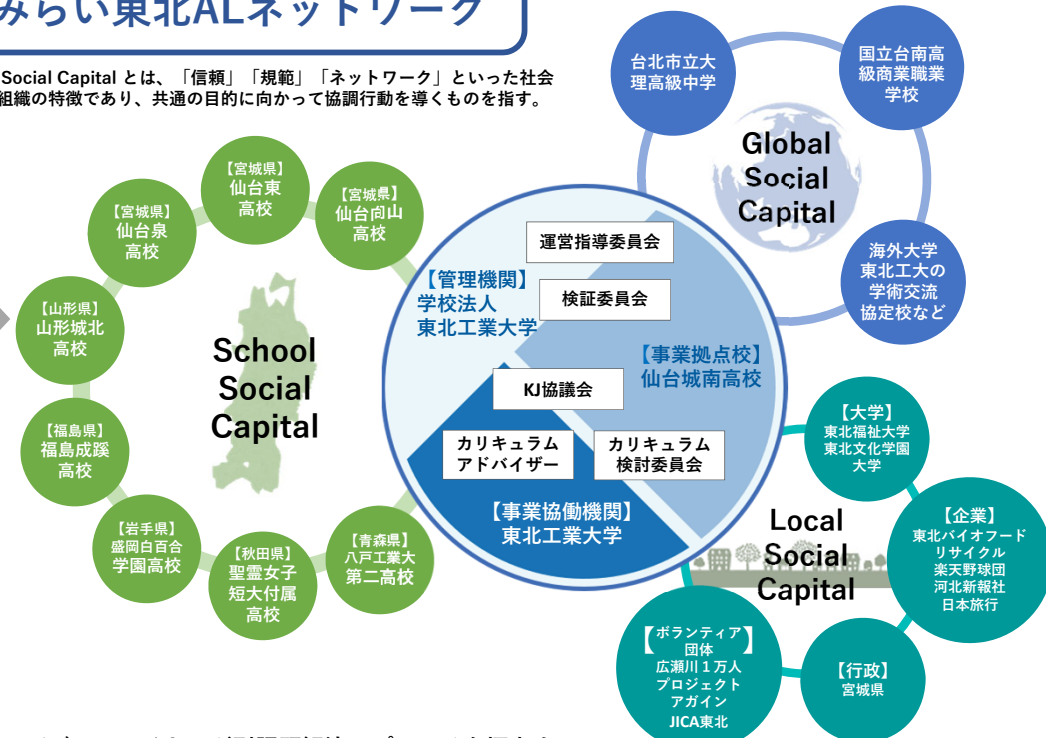 みらい東北ALネットワーク
Social Capital とは、「信頼」「規範」「ネットワーク」といった社会
組織の特徴であり、共通の目的に向かって協調行動を導くものを指す。
【宮城県】
仙台東
高校
【宮城県】
仙台向山
高校
【宮城県】
仙台泉
高校
【山形県】
山形城北
高校
【福島県】
福島成蹊
高校
【岩手県】
盛岡白百合
学園高校
【秋田県】
聖霊女子
短大付属
高校
【青森県】
八戸工業大
第二高校
School
Social
Capital
運営指導委員会
【管理機関】
学校法人
東北工業大学
検証委員会
【事業拠点校】
仙台城南高校
KJ協議会
カリキュラム
アドバイザー
カリキュラム
検討委員会
【事業協働機関】
東北工業大学
台北市立大
理高級中学
国立台南高
級商業職業
学校
Global
Social
Capital
海外大学
東北工大の
学術交流
協定校など
【大学】
東北福祉大学
東北文化学園
大学
Local
Social
Capital
【企業】
東北バイオフード
リサイクル
楽天野球団
河北新報社
日本旅行
【ボランティア
団体】
広瀬川１万人
プロジェクト
アガイン
JICA東北
【行政】
宮城県